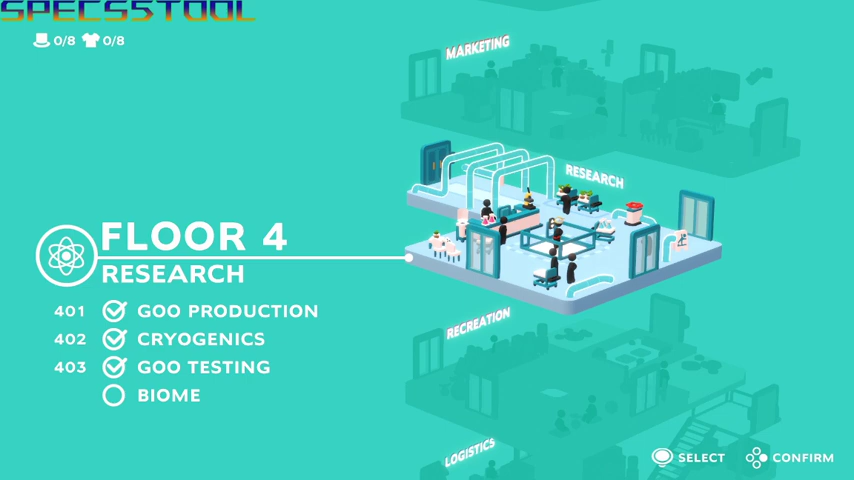 SPECS5TOOL
0/8 0/8
MARKETING
RESEARCH
FLOOR 4
RESEARCH
401 GOO PRODUCTION
402 CRYOGENICS
403 GOO TESTING
BIOME
RECREATION
LOGISTICS
SELECT CONFIRM